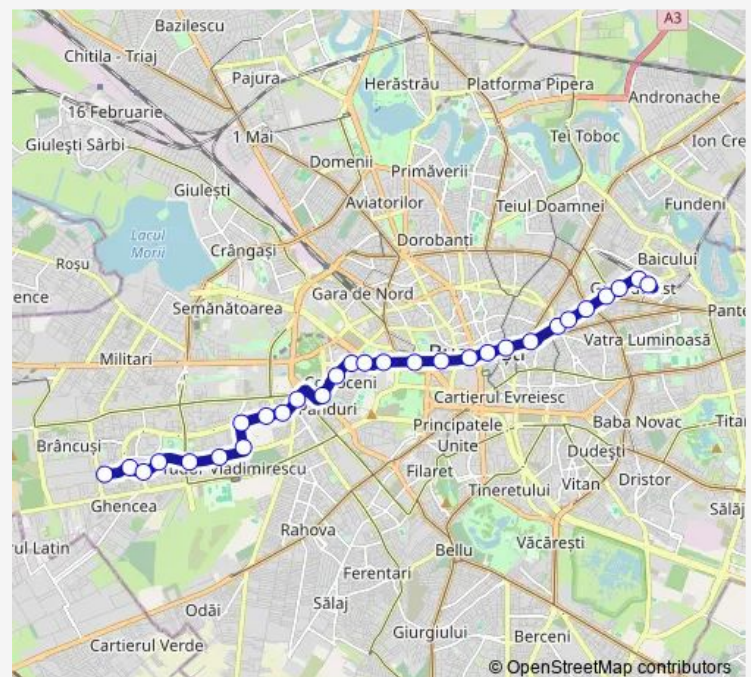 Bazilescu
A3
Chitila - Triaj
Pajura
Herăstrău
Platforma Pipera
Andronache
16 Februarie
1 Mai
Tei Toboc
Ion Cre
Giulești Sârbi
Domenii
Primăverii
Giulești
Aviatorilor
Teiul Doamnei
Fundeni
Lacul
Morii
Crângași
Dorobanți
Baicului
Roșu
ence
Gara de Nord
Semănătoarea
Pante
Vatra Luminoasă
Militari
Cartierul Evreiesc
Panduri
Principatele
Unite
Baba Novac
Titan
Brâncuși
Dudești
Tudor Vladimirescu
Filaret
Vitan
Dristor
Tineretului
Ghencea
Sălaj
Rahova
Văcărești
rul Latin
Bellu
Ferentari
Sălaj
Odăi
Giurgiului
Berceni
Cartierul Verde
© OpenStreetMap contributors